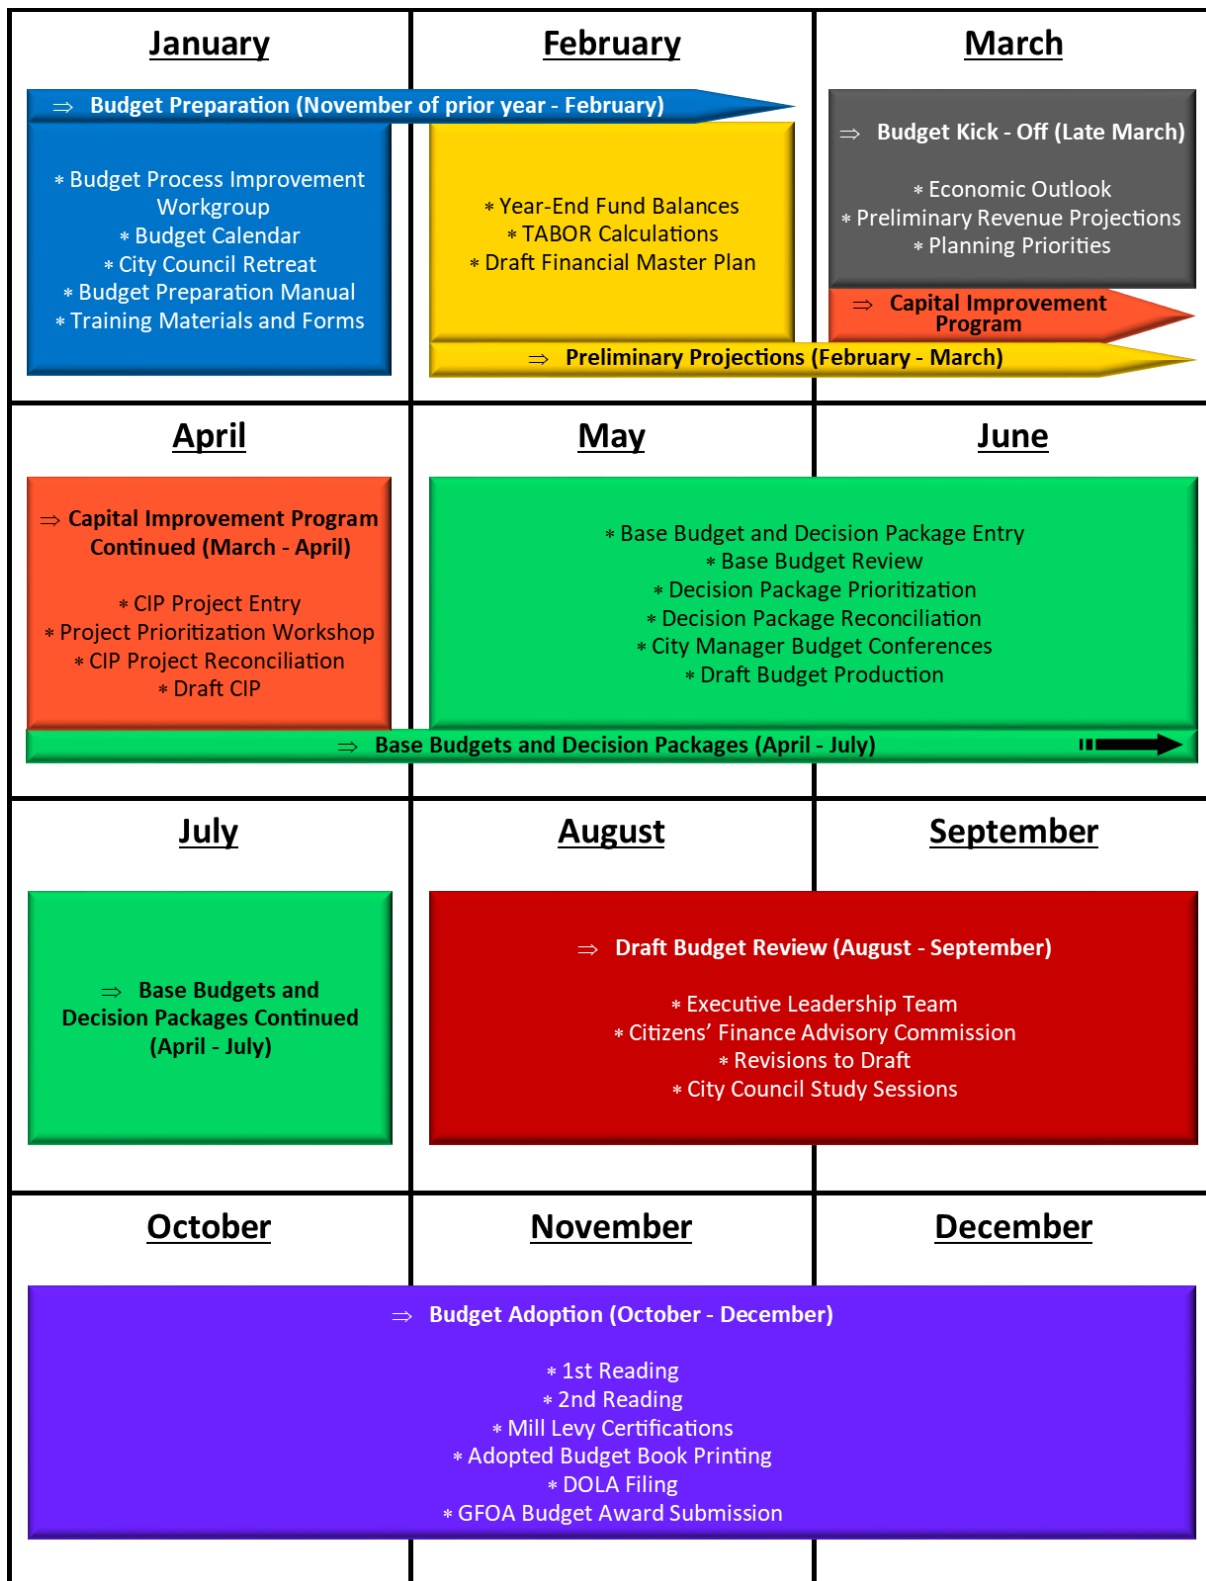 January
February
March
⇒ Budget Preparation (November of prior year - February)
* Budget Process Improvement
Workgroup
* Budget Calendar
* City Council Retreat
* Budget Preparation Manual
* Training Materials and Forms
* Year-End Fund Balances
* TABOR Calculations
* Draft Financial Master Plan
⇒ Budget Kick - Off (Late March)
* Economic Outlook
* Preliminary Revenue Projections
* Planning Priorities
⇒ Capital Improvement
Program
⇒ Preliminary Projections (February - March)
April
May
June
⇒ Capital Improvement Program
Continued (March - April)
* CIP Project Entry
* Project Prioritization Workshop
* CIP Project Reconciliation
* Draft CIP
* Base Budget and Decision Package Entry
* Base Budget Review
* Decision Package Prioritization
* Decision Package Reconciliation
* City Manager Budget Conferences
* Draft Budget Production
⇒ Base Budgets and Decision Packages (April - July)
July
August
September
⇒ Base Budgets and
Decision Packages Continued
(April - July)
⇒ Draft Budget Review (August - September)
* Executive Leadership Team
* Citizens’ Finance Advisory Commission
* Revisions to Draft
* City Council Study Sessions
October
November
December
⇒ Budget Adoption (October - December)
* 1st Reading
* 2nd Reading
* Mill Levy Certifications
* Adopted Budget Book Printing
* DOLA Filing
* GFOA Budget Award Submission